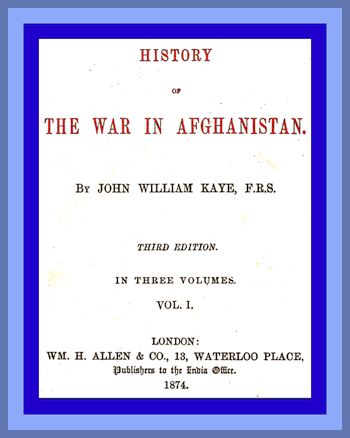 HISTORY
OF
THE WAR IN AFGHANISTAN.
BY JOHN WILLIAM KAYE, F.R.S.
THIRD EDITION.
IN THREE VOLUMES.
VOL. I.
LONDON:
WM. H. ALLEN & CO., 13, WATERLOO PLACE,
Publishers to the India Office.
1874.